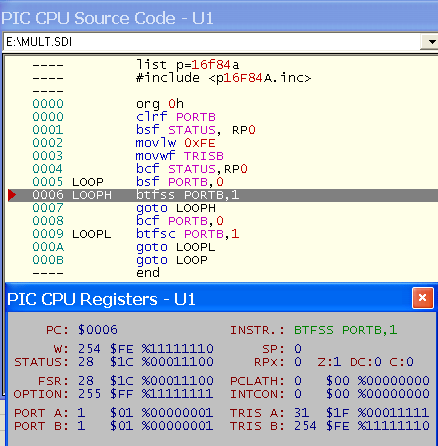 PIC CPU Source Code - U1
E:\MULT.SDI
---- list p=16f84a
---- #include <p16F84A.inc>
----
0000 org 0h
0000 clrf PORTB
0001 bsf STATUS, RP0
0002 movlw 0xFE
0003 movwf TRISB
0004 bcf STATUS,RP0
0005 LOOP bsf PORTB,0
0006 LOOPH btfss PORTB,1
0007 goto LOOPH
0008 bcf PORTB,0
0009 LOOPL btfsc PORTB,1
000A goto LOOPL
000B goto LOOP
---- end
PIC CPU Registers - U1
PC: $0006 INSTR.: BTFSS PORTB,1
W: 254 $FE %11111110 SP: 0
STATUS: 28 $1C %00011100 RPx: 0 Z:1 DC:0 C:0
FSR: 28 $1C %00011100 PCLATH: 0 $00 %00000000
OPTION: 255 $FF %11111111 INTCON: 0 $00 %00000000
PORT A: 1 $01 %00000001 TRIS A: 31 $1F %00011111
PORT B: 1 $01 %00000001 TRIS B: 254 $FE %11111110